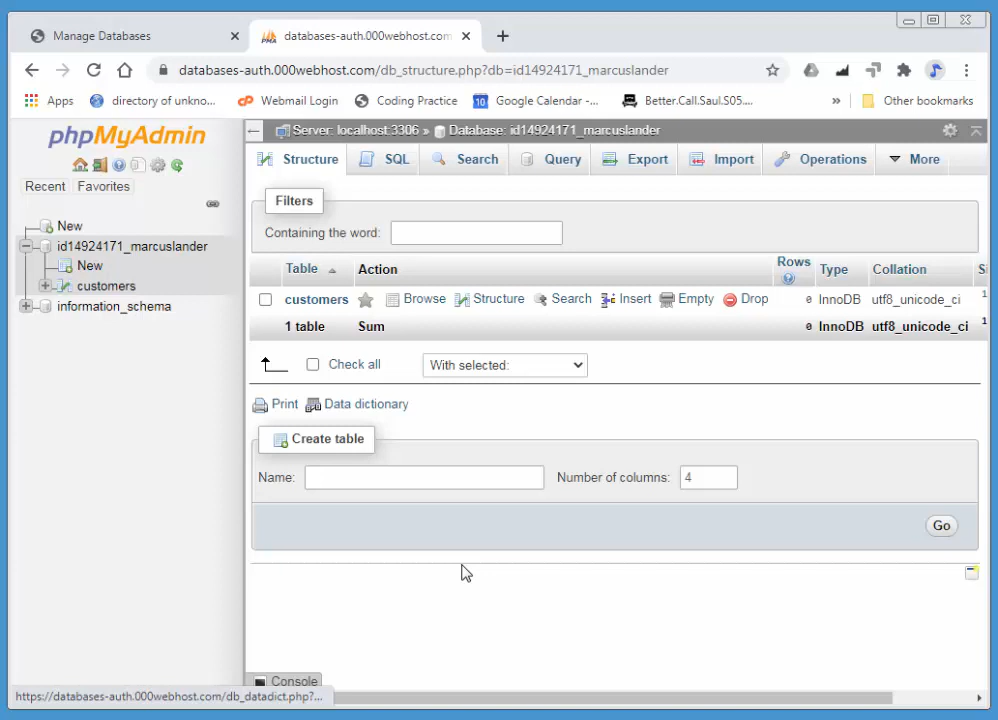 Manage Databases
databases-auth.000webhost.com
databases-auth.000webhost.com/db_structure.php?db=id14924171_marcuslander
Apps directory of unkno... Webmail Login Coding Practice 10 Google Calendar -... Better.Call.Saul.S05.... » Other bookmarks
phpMyAdmin
Recent Favorites
New
id14924171_marcuslander
New
customers
information_schema
Server: localhost:3306 » Database: id14924171_marcuslander
Structure SQL Search Query Export Import Operations More
Filters
Containing the word:
Table Action Rows Type Collation
customers Browse Structure Search Insert Empty Drop 0 InnoDB utf8_unicode_ci
1 table Sum 0 InnoDB utf8_unicode_ci
Check all With selected:
Print Data dictionary
Create table
Name: Number of columns: 4
Go
Console
https://databases-auth.000webhost.com/db_datadict.php?...